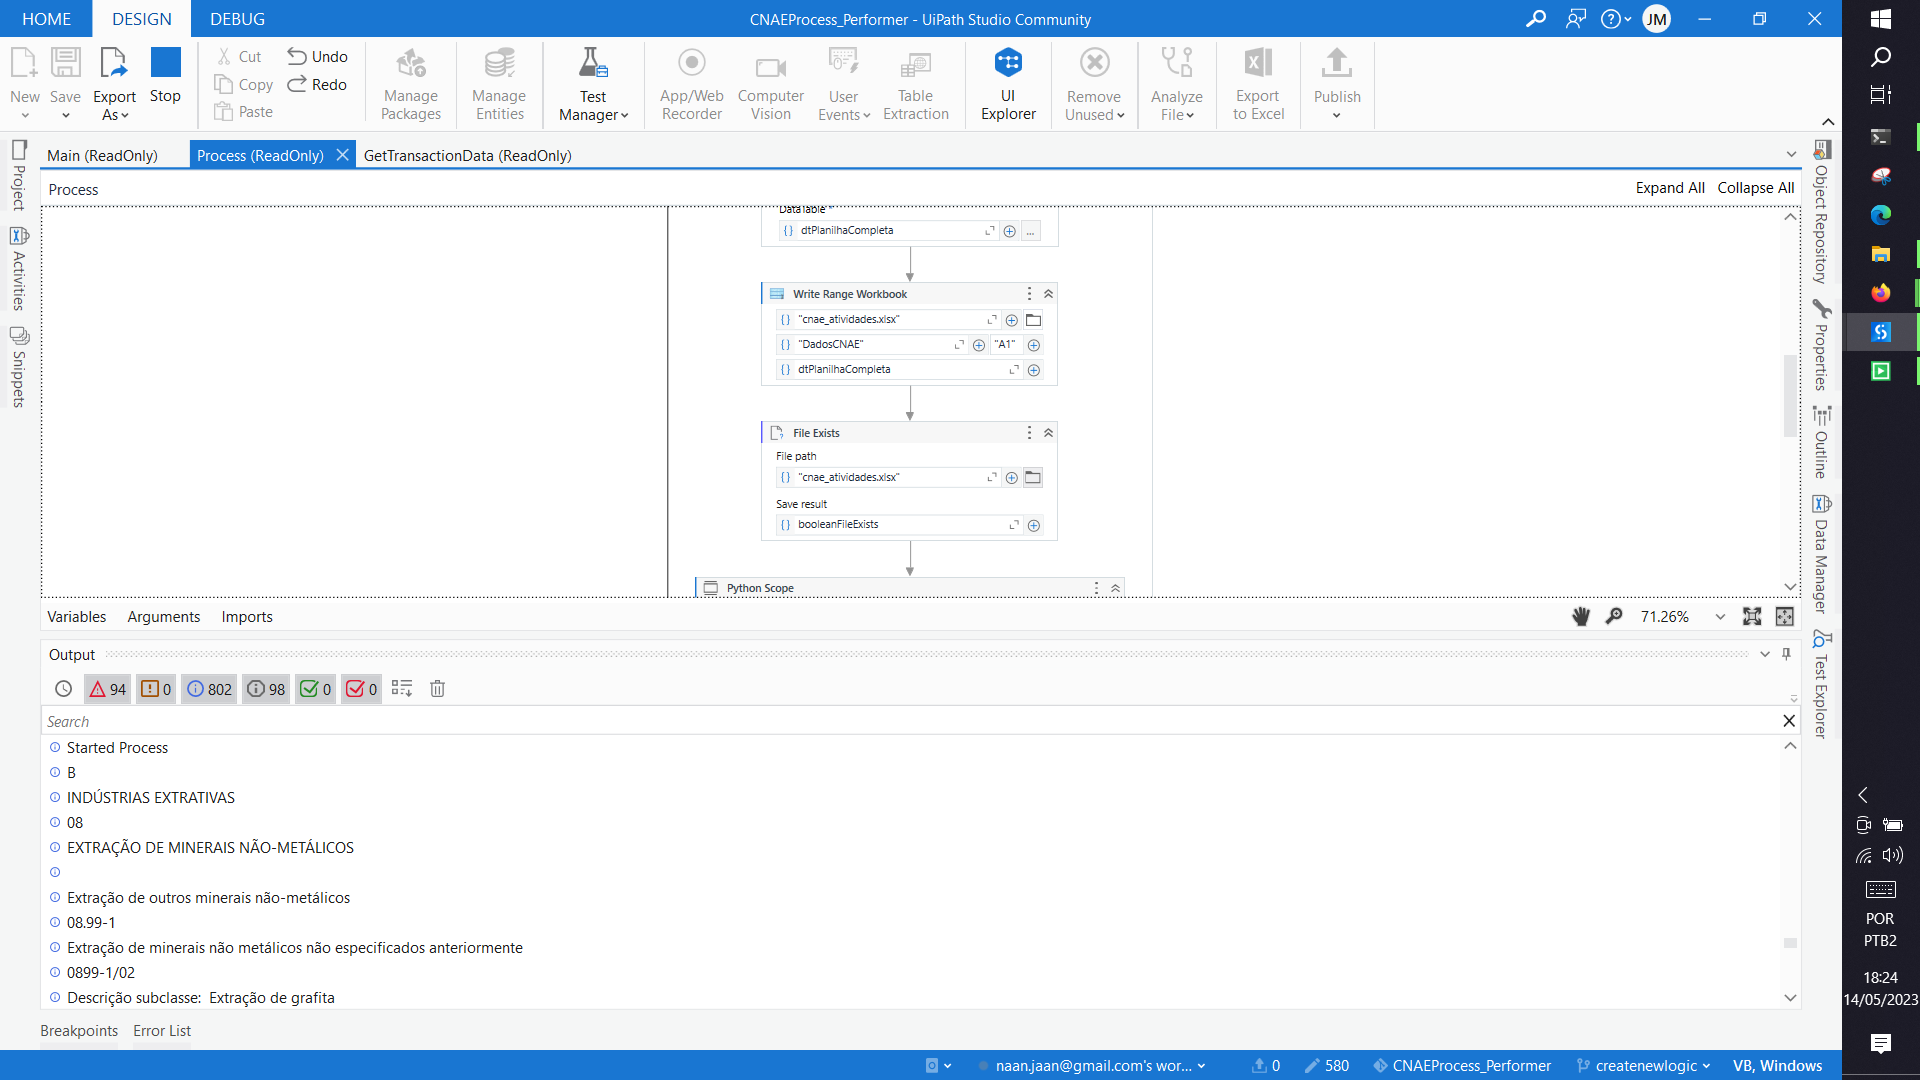 HOME DESIGN DEBUG
CNAEProcess_Performer - UiPath Studio Community
JM
New
Save
Export As
Stop
Cut
Copy
Paste
Undo
Redo
Manage Packages
Manage Entities
Test Manager
App/Web Recorder
Computer Vision
User Events
Table Extraction
UI Explorer
Remove Unused
Analyze File
Export to Excel
Publish
Main (ReadOnly) Process (ReadOnly) GetTransactionData (ReadOnly)
Process
Expand All Collapse All
Project
Activities
Snippets
DataTable *
dtPlanilhaCompleta
...
Write Range Workbook
"cnae_atividades.xlsx"
"DadosCNAE" "A1"
dtPlanilhaCompleta
File Exists
File path
"cnae_atividades.xlsx"
Save result
booleanFileExists
Python Scope
Object Repository
Properties
Outline
Data Manager
Test Explorer
Variables Arguments Imports
71.26%
Output
94 0 802 98 0 0
Search
Started Process
B
INDÚSTRIAS EXTRATIVAS
08
EXTRAÇÃO DE MINERAIS NÃO-METÁLICOS
Extração de outros minerais não-metálicos
08.99-1
Extração de minerais não metálicos não especificados anteriormente
0899-1/02
Descrição subclasse: Extração de grafita
Breakpoints Error List
naan.jaan@gmail.com's wor... 0 580 CNAEProcess_Performer createnewlogic VB, Windows
POR
PTB2
18:24
14/05/2023